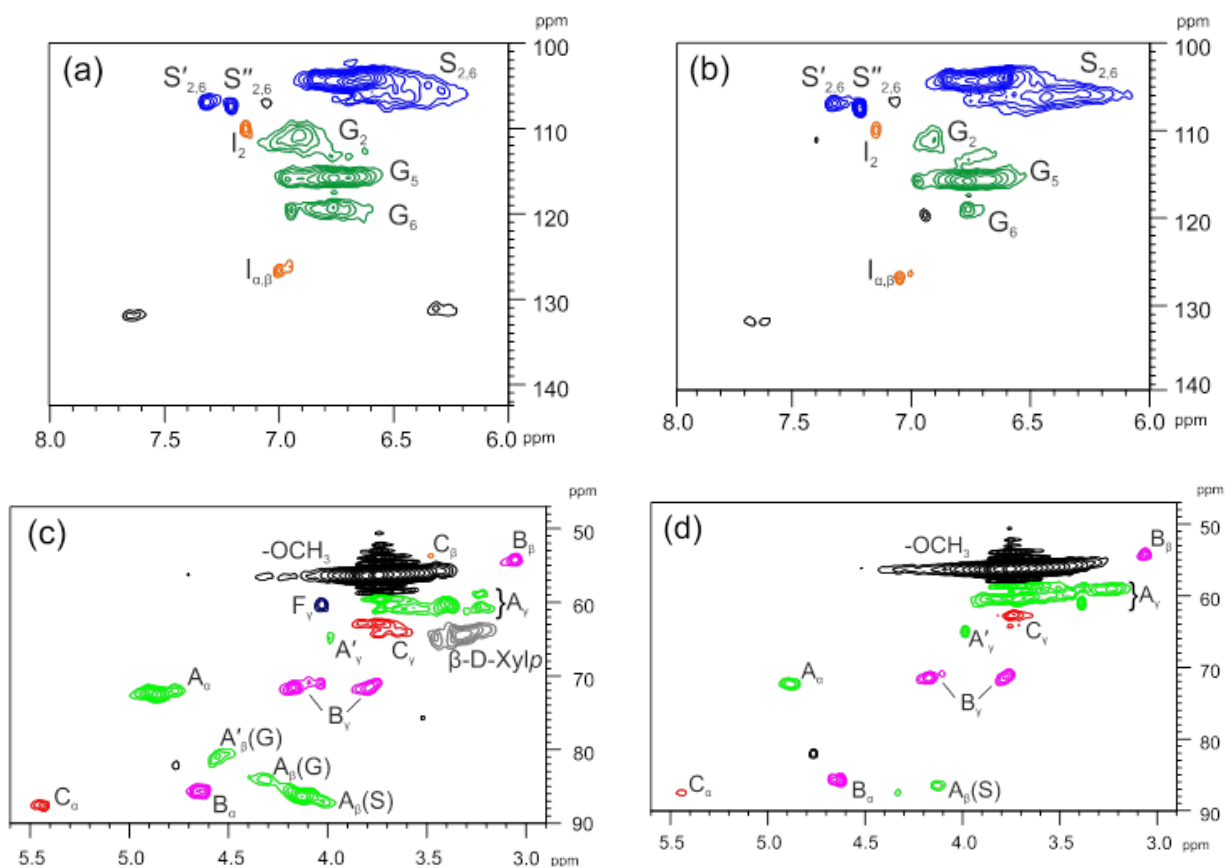 ppm
(a)
S'2,6 S''2,6
S2,6
I2
G2
G5
G6
Iα,β
100
110
120
130
140
8.0 7.5 7.0 6.5 6.0 ppm
ppm
(b)
S'2,6 S''2,6
S2,6
I2
G2
G5
G6
Iα,β
100
110
120
130
140
8.0 7.5 7.0 6.5 6.0
ppm
ppm
(c)
-OCH3
Cβ
Bβ
Fγ
}Aγ
A'γ
Cγ
β-D-Xylp
Aα
Bγ
A'β(G)
Aβ(G)
Cα
Bα
Aβ(S)
50
60
70
80
90
5.5 5.0 4.5 4.0 3.5 3.0 ppm
ppm
(d)
-OCH3
Bβ
}Aγ
A'γ
Cγ
Aα
Bγ
Cα
Bα
Aβ(S)
50
60
70
80
90
5.5 5.0 4.5 4.0 3.5 3.0 ppm